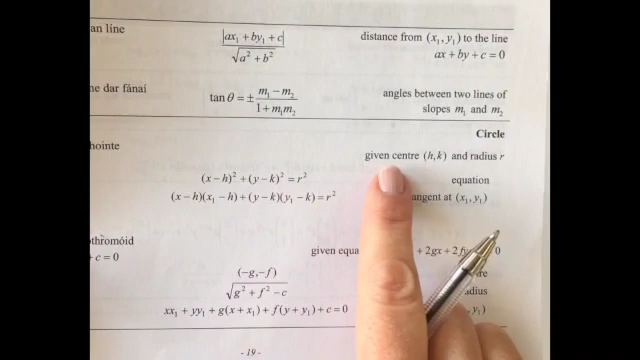 an líne |ax₁ + by₁ + c| / √(a² + b²) distance from (x₁, y₁) to the line
ax + by + c = 0
ne dar fánaí tan θ = ± (m₁ − m₂) / (1 + m₁m₂) angles between two lines of
slopes m₁ and m₂
Circle
hointe given centre (h, k) and radius r
(x − h)² + (y − k)² = r² equation
(x − h)(x₁ − h) + (y − k)(y₁ − k) = r² angent at (x₁, y₁)
othromóid given equa + 2gx + 2fy 0
+ c = 0
(−g, −f) re
√(g² + f² − c) adius
xx₁ + yy₁ + g(x + x₁) + f(y + y₁) + c = 0 , y₁)
- 19 -